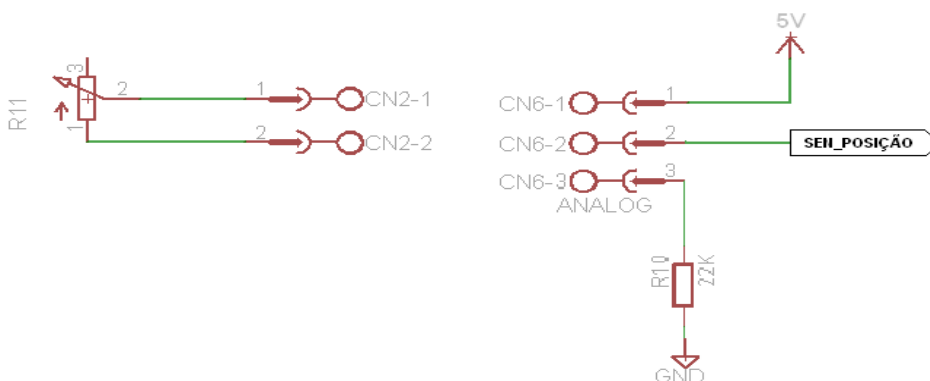 5V
R11
3
2
1
1
CN2-1
2
CN2-2
CN6-1
1
CN6-2
2
SEN_POSIÇÃO
CN6-3
3
ANALOG
R10
22K
GND